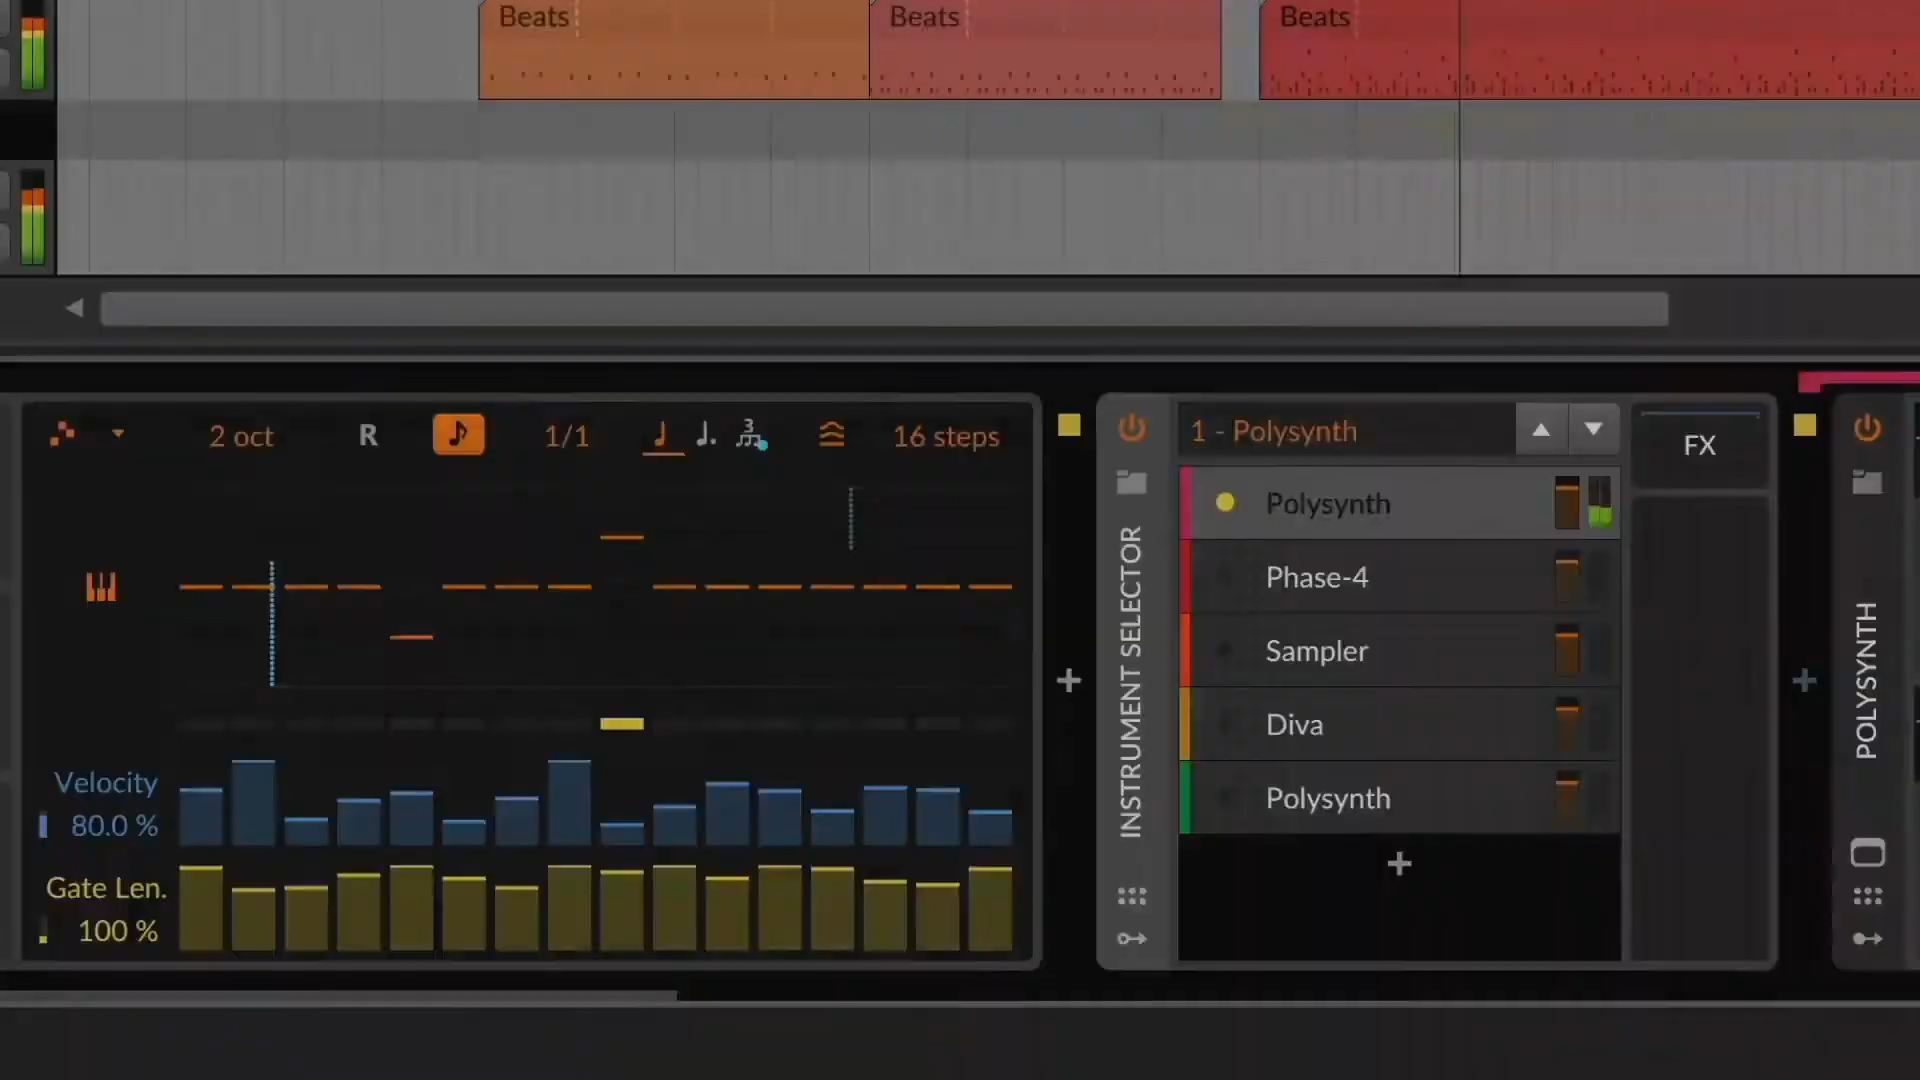 Beats
Beats
Beats
2 oct
R
1/1
3
16 steps
Velocity
80.0 %
Gate Len.
100 %
INSTRUMENT SELECTOR
1 - Polysynth
Polysynth
Phase-4
Sampler
Diva
Polysynth
FX
POLYSYNTH